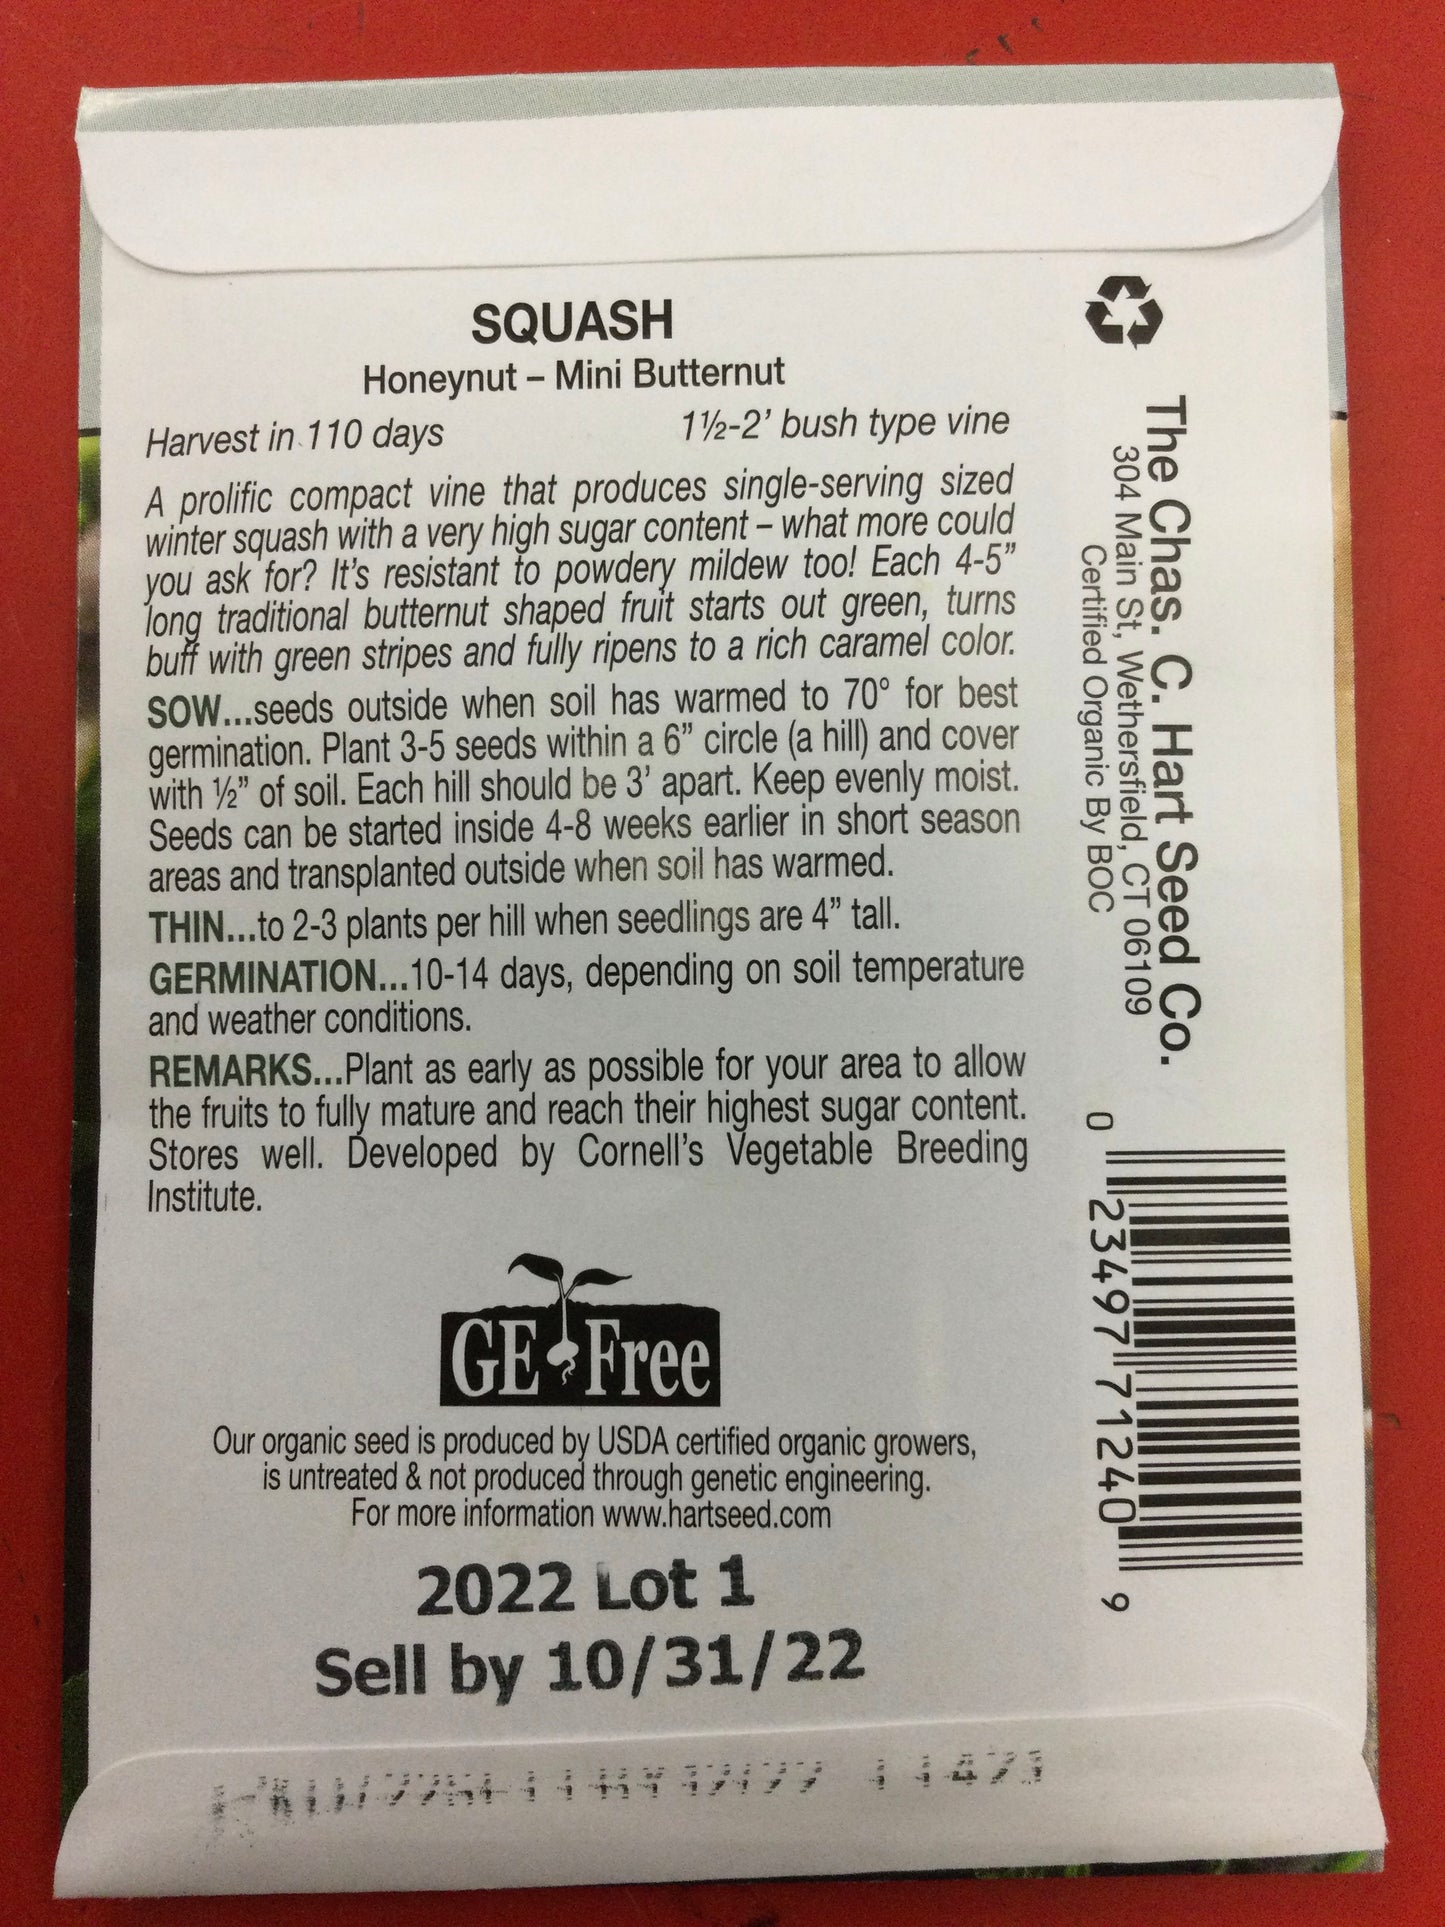 SQUASH
Honeynut – Mini Butternut
Harvest in 110 days 1½-2’ bush type vine
A prolific compact vine that produces single-serving sized
winter squash with a very high sugar content – what more could
you ask for? It’s resistant to powdery mildew too! Each 4-5”
long traditional butternut shaped fruit starts out green, turns
buff with green stripes and fully ripens to a rich caramel color.
SOW...seeds outside when soil has warmed to 70° for best
germination. Plant 3-5 seeds within a 6” circle (a hill) and cover
with ½” of soil. Each hill should be 3’ apart. Keep evenly moist.
Seeds can be started inside 4-8 weeks earlier in short season
areas and transplanted outside when soil has warmed.
THIN...to 2-3 plants per hill when seedlings are 4” tall.
GERMINATION...10-14 days, depending on soil temperature
and weather conditions.
REMARKS...Plant as early as possible for your area to allow
the fruits to fully mature and reach their highest sugar content.
Stores well. Developed by Cornell’s Vegetable Breeding
Institute.
GE Free
Our organic seed is produced by USDA certified organic growers,
is untreated & not produced through genetic engineering.
For more information www.hartseed.com
2022 Lot 1
Sell by 10/31/22
The Chas. C. Hart Seed Co.
304 Main St, Wethersfield, CT 06109
Certified Organic By BOC
0 23497 71240 9